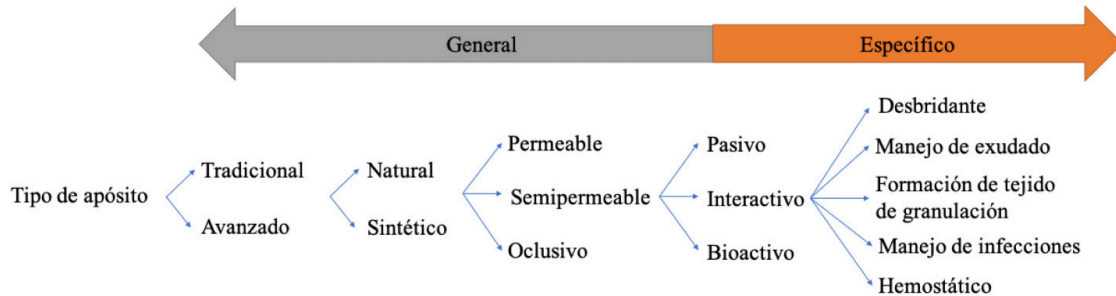 General
Específico
Tipo de apósito
Tradicional
Avanzado
Natural
Sintético
Permeable
Semipermeable
Oclusivo
Pasivo
Interactivo
Bioactivo
Desbridante
Manejo de exudado
Formación de tejido
de granulación
Manejo de infecciones
Hemostático